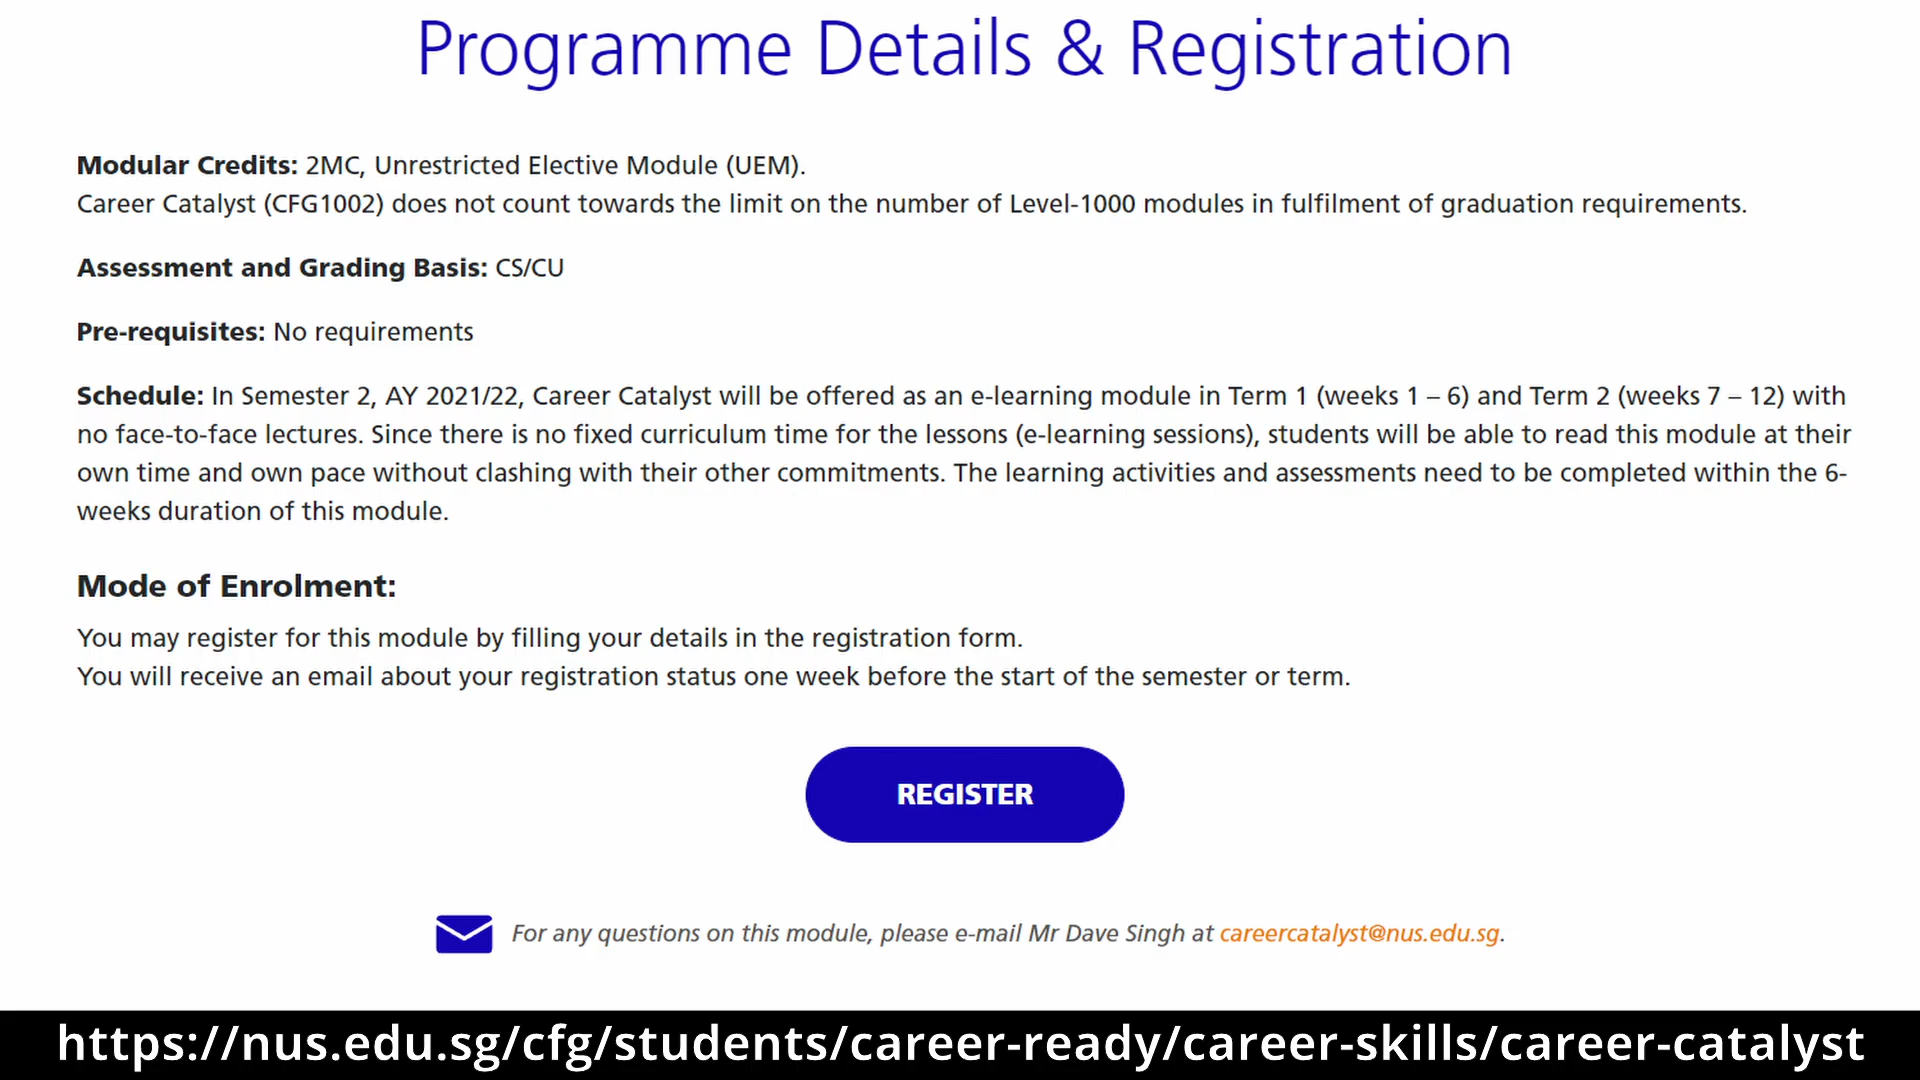 Programme Details & Registration
Modular Credits: 2MC, Unrestricted Elective Module (UEM).
Career Catalyst (CFG1002) does not count towards the limit on the number of Level-1000 modules in fulfilment of graduation requirements.
Assessment and Grading Basis: CS/CU
Pre-requisites: No requirements
Schedule: In Semester 2, AY 2021/22, Career Catalyst will be offered as an e-learning module in Term 1 (weeks 1 – 6) and Term 2 (weeks 7 – 12) with
no face-to-face lectures. Since there is no fixed curriculum time for the lessons (e-learning sessions), students will be able to read this module at their
own time and own pace without clashing with their other commitments. The learning activities and assessments need to be completed within the 6-
weeks duration of this module.
Mode of Enrolment:
You may register for this module by filling your details in the registration form.
You will receive an email about your registration status one week before the start of the semester or term.
REGISTER
For any questions on this module, please e-mail Mr Dave Singh at careercatalyst@nus.edu.sg.
https://nus.edu.sg/cfg/students/career-ready/career-skills/career-catalyst